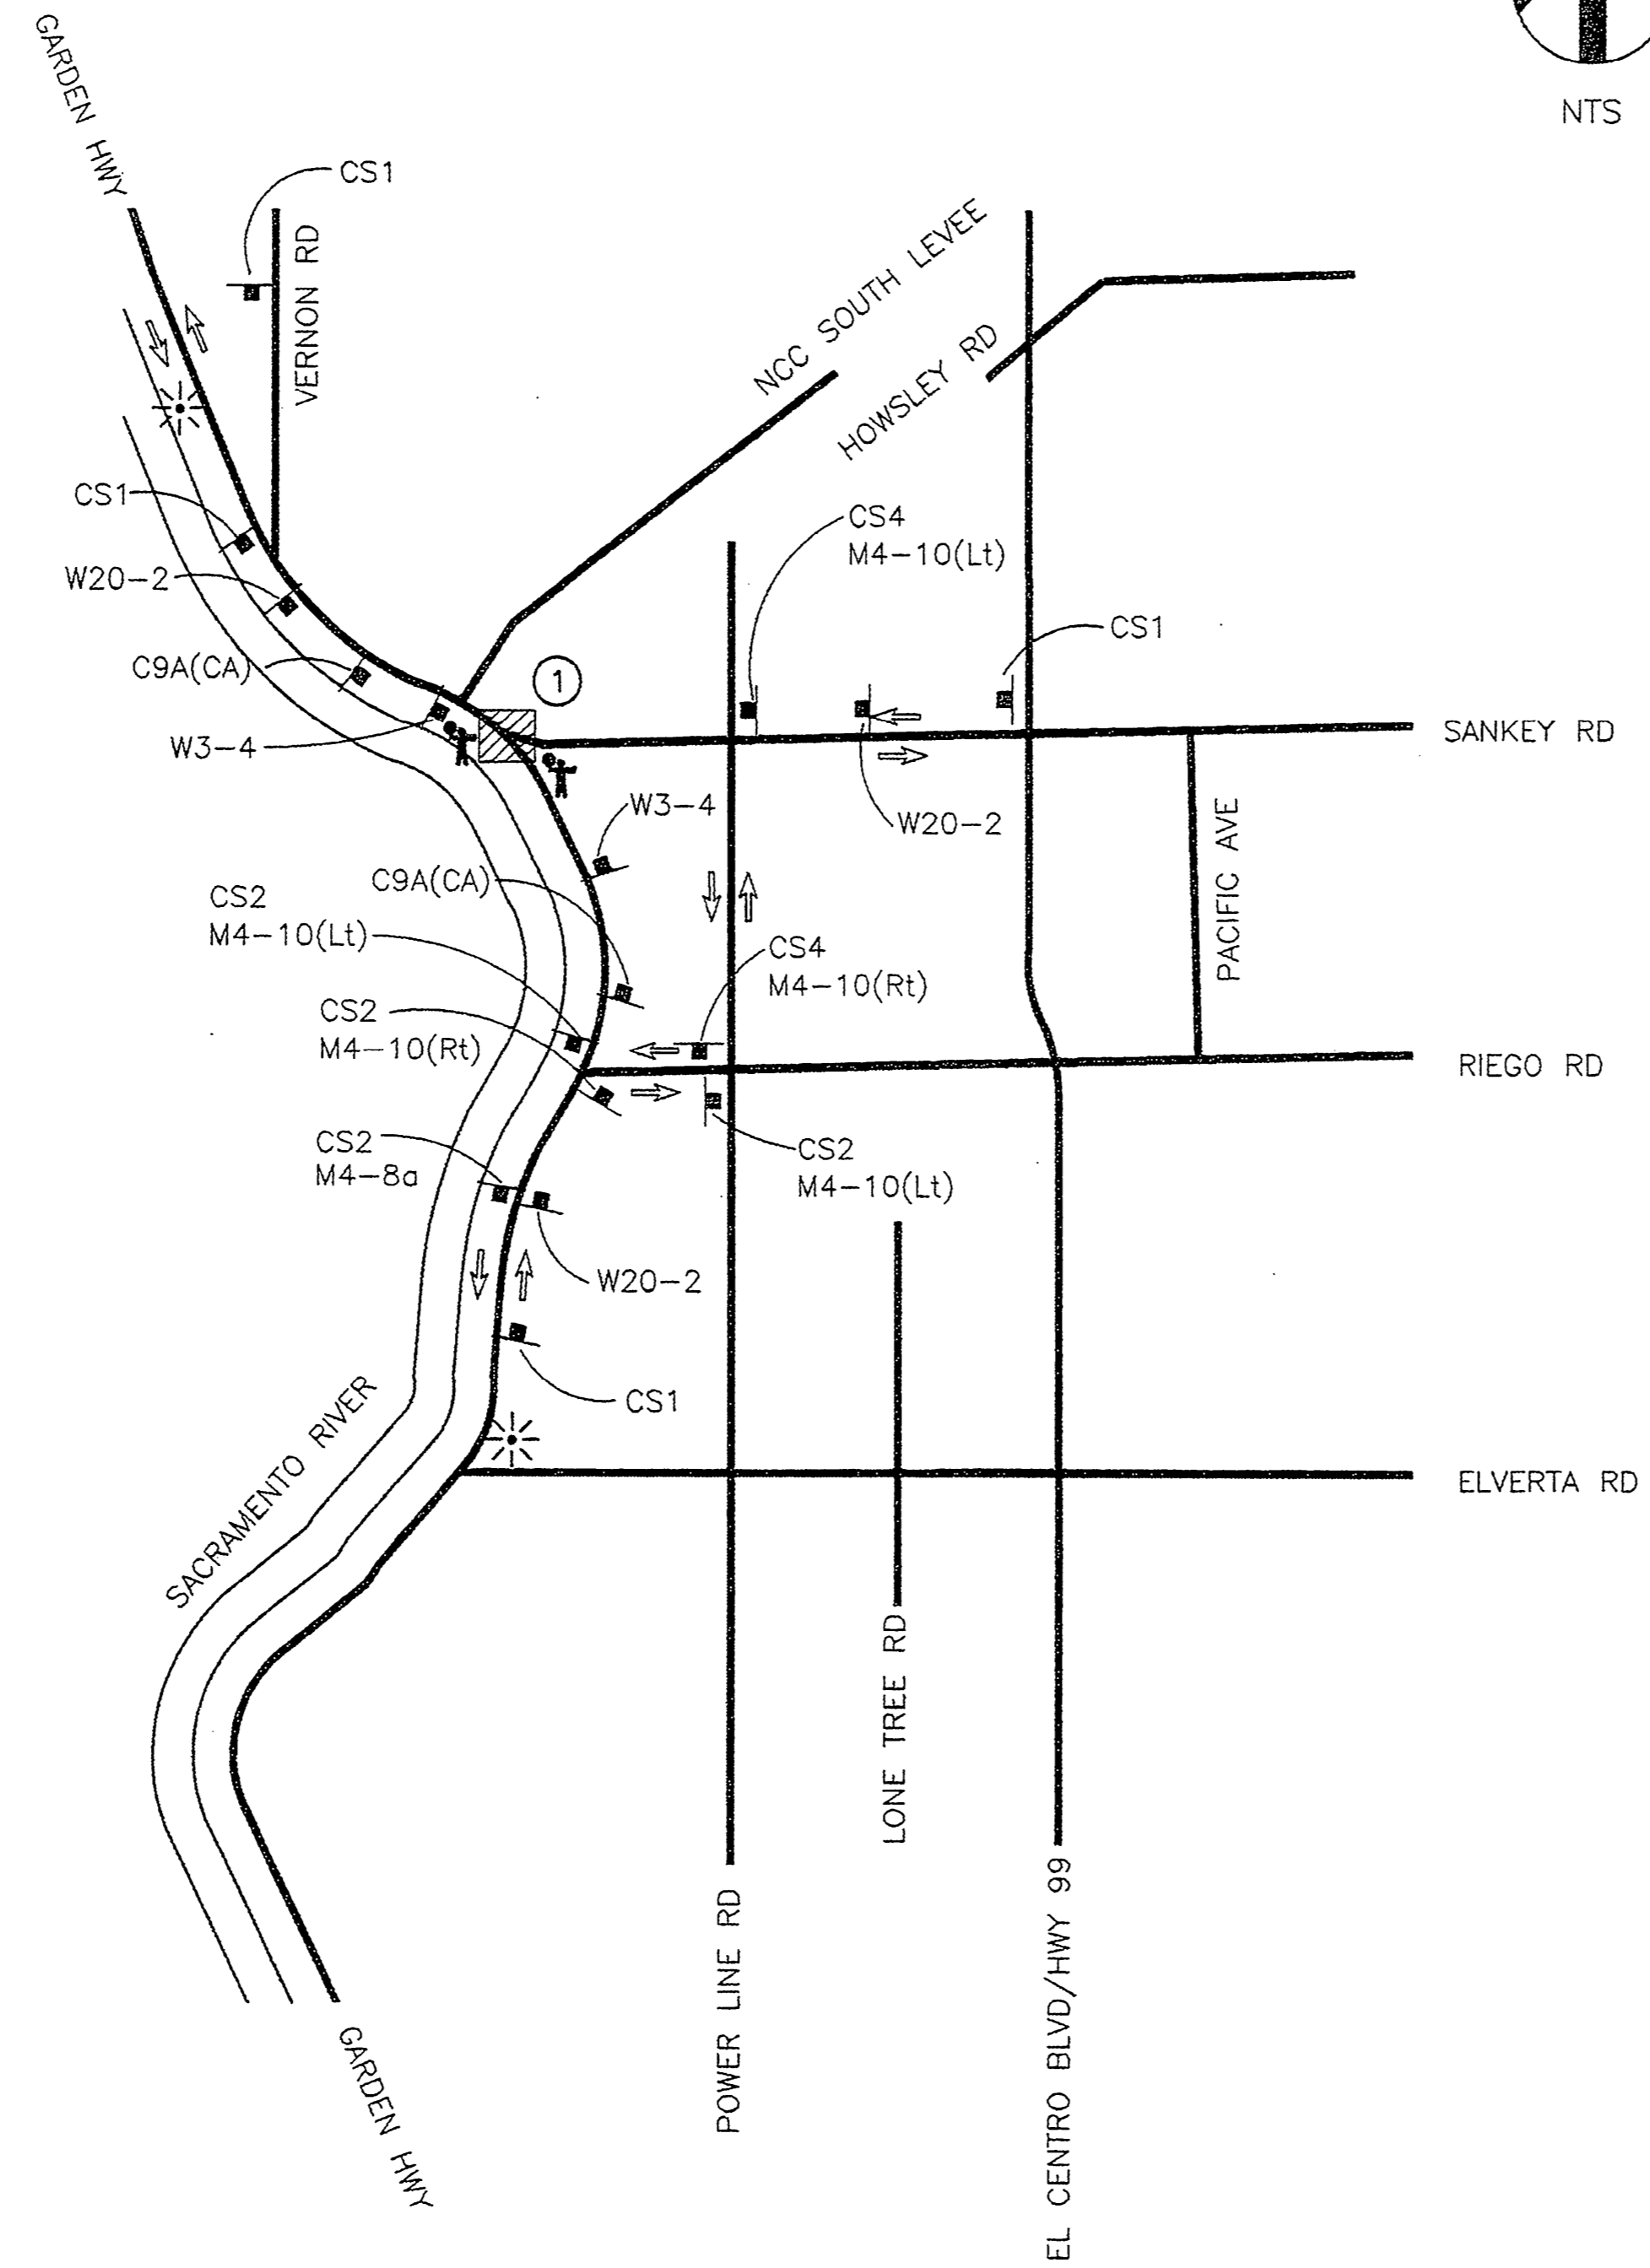 NTS
GARDEN HWY
CS1
VERNON RD
NCC SOUTH LEVEE
HOWSLEY RD
CS1
W20-2
C9A(CA)
W3-4
1
CS4
M4-10(Lt)
CS1
SANKEY RD
W20-2
W3-4
C9A(CA)
CS2
M4-10(Lt)
CS2
M4-10(Rt)
CS4
M4-10(Rt)
PACIFIC AVE
RIEGO RD
CS2
M4-8a
CS2
M4-10(Lt)
W20-2
CS1
SACRAMENTO RIVER
ELVERTA RD
LONE TREE RD
POWER LINE RD
EL CENTRO BLVD/HWY 99
GARDEN HWY